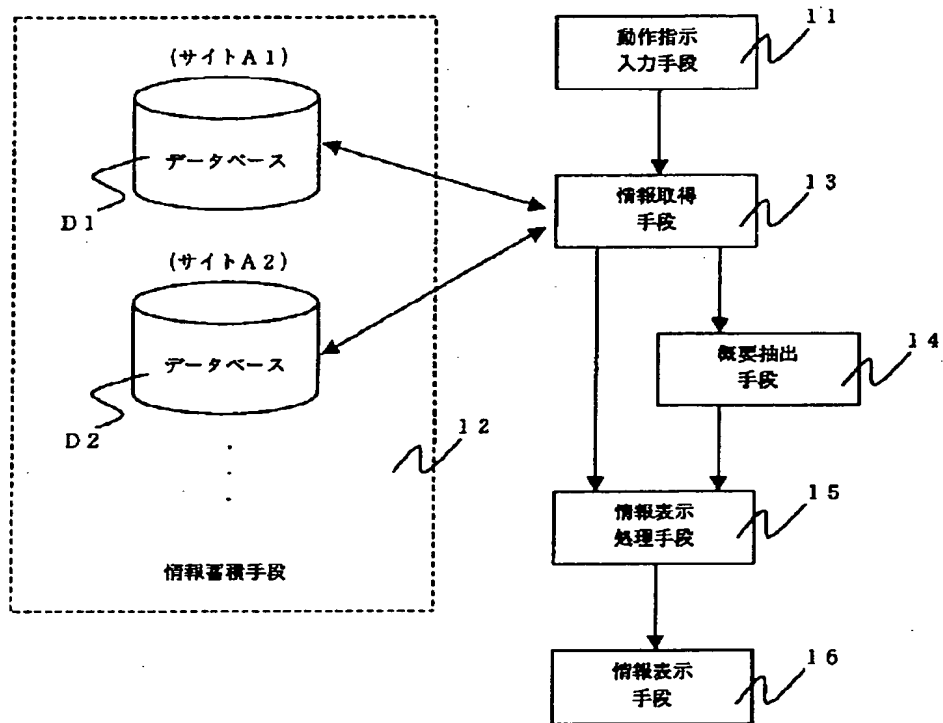 (サイトA1)
データベース
D1
(サイトA2)
データベース
D2
12
情報蓄積手段
11
動作指示
入力手段
13
情報取得
手段
14
概要抽出
手段
15
情報表示
処理手段
16
情報表示
手段